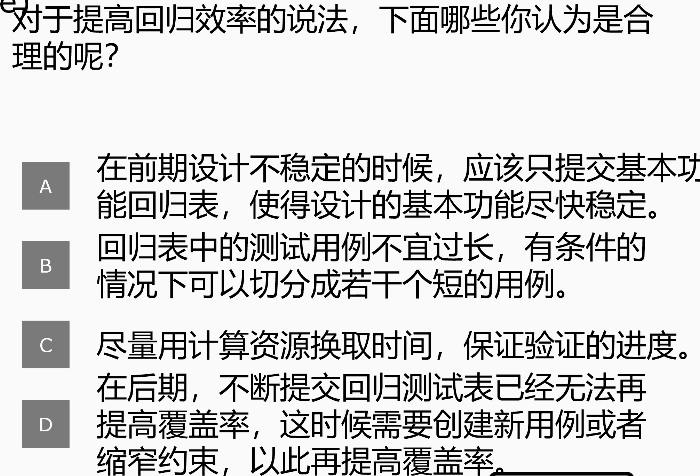 对于提高回归效率的说法，下面哪些你认为是合
理的呢？
A
在前期设计不稳定的时候，应该只提交基本功
能回归表，使得设计的基本功能尽快稳定。
B
回归表中的测试用例不宜过长，有条件的
情况下可以切分成若干个短的用例。
C
尽量用计算资源换取时间，保证验证的进度。
D
在后期，不断提交回归测试表已经无法再
提高覆盖率，这时候需要创建新用例或者
缩窄约束，以此再提高覆盖率。